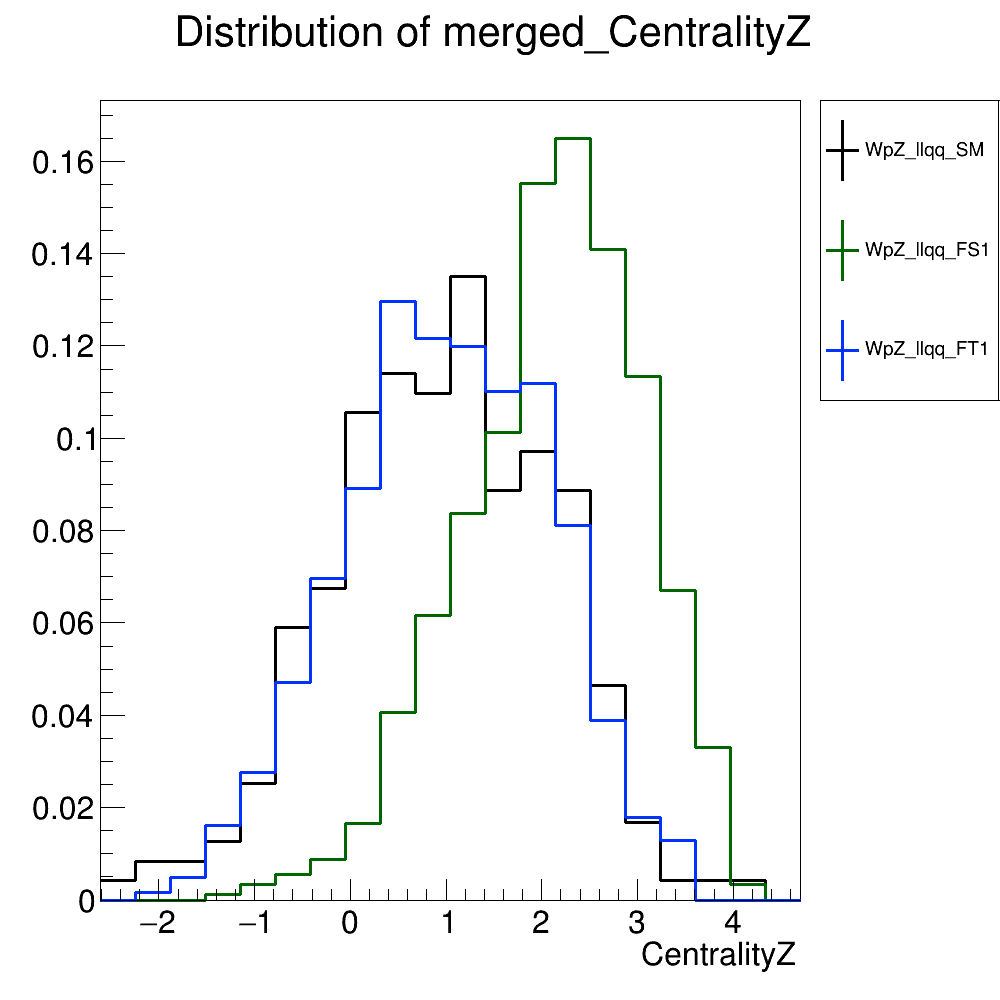 Distribution of merged_CentralityZ
WpZ_llqq_SM
WpZ_llqq_FS1
WpZ_llqq_FT1
0.16
0.14
0.12
0.1
0.08
0.06
0.04
0.02
0
−2 −1 0 1 2 3 4
CentralityZ